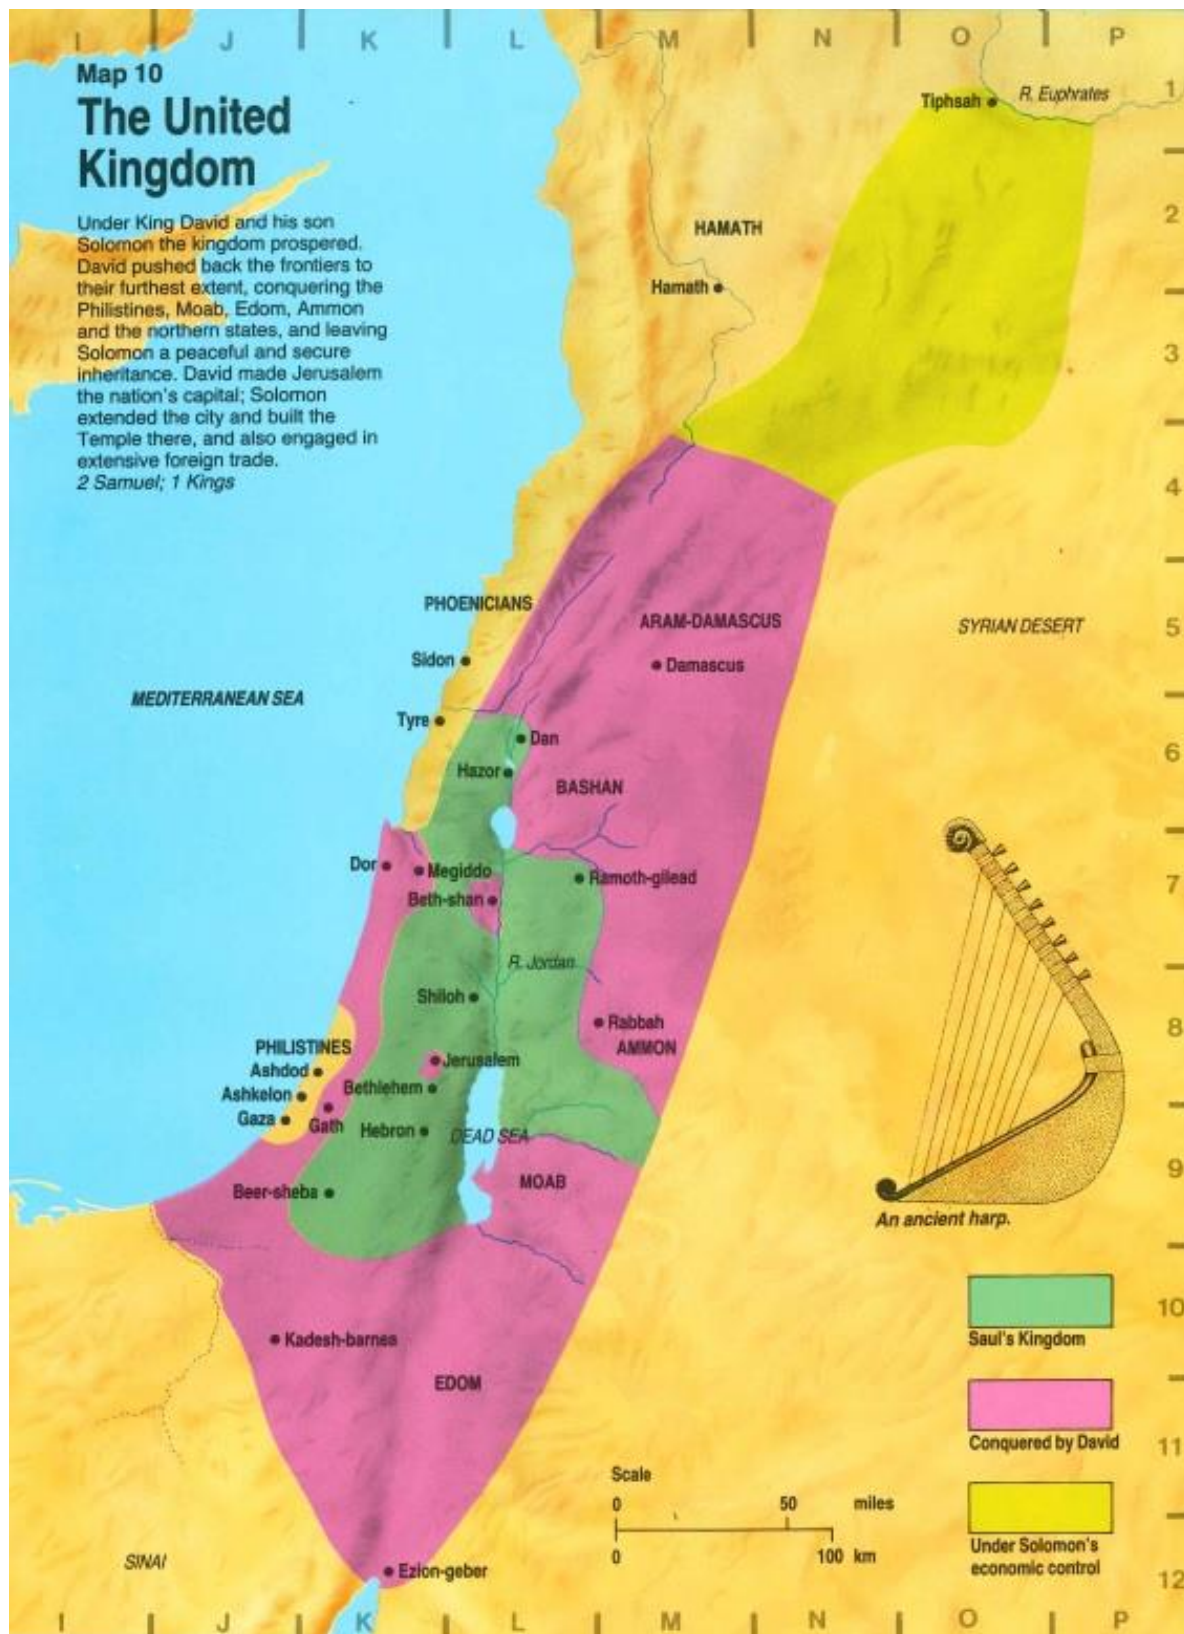 I J K L M N O P
Map 10
The United
Kingdom
Under King David and his son
Solomon the kingdom prospered.
David pushed back the frontiers to
their furthest extent, conquering the
Philistines, Moab, Edom, Ammon
and the northern states, and leaving
Solomon a peaceful and secure
inheritance. David made Jerusalem
the nation's capital; Solomon
extended the city and built the
Temple there, and also engaged in
extensive foreign trade.
2 Samuel; 1 Kings
1
Tiphsah
R. Euphrates
2
HAMATH
Hamath
3
4
PHOENICIANS
ARAM-DAMASCUS
SYRIAN DESERT
5
Sidon
Damascus
MEDITERRANEAN SEA
Tyre
Dan
6
Hazor
BASHAN
Dor
Megiddo
Ramoth-gilead
7
Beth-shan
R. Jordan
Shiloh
Rabbah
8
PHILISTINES
AMMON
Ashdod
Jerusalem
Ashkelon
Bethlehem
Gaza
Gath
Hebron
DEAD SEA
9
Beer-sheba
MOAB
An ancient harp.
10
Kadesh-barnea
Saul's Kingdom
EDOM
11
Conquered by David
Scale
0 50 miles
0 100 km
Under Solomon's
economic control
SINAI
Ezion-geber
12
I J K L M N O P